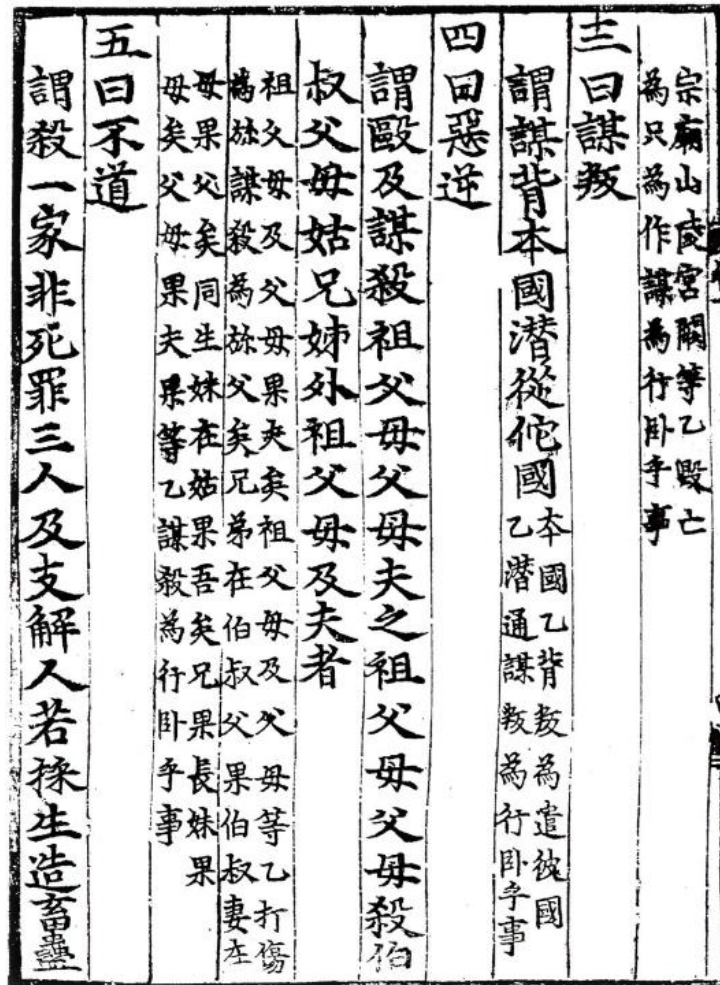 宗廟山陵宮闕等乙毀亡
為只為作謀為行卧乎事
三曰謀叛
謂謀背本國潜從佗國本國乙背叛為遣彼國
乙潜通謀叛為行卧乎事
四曰惡逆
謂毆及謀殺祖父母父母夫之祖父母父母殺伯
叔父母姑兄姊外祖父母及夫者
祖父母及父母果夫矣祖父母及父母等乙打傷
為旀謀殺為旀父矣兄弟在伯叔父果伯叔妻在
母果父矣同生妹在姑果吾矣兄果長妹果
母矣父母果夫果等乙謀殺為行卧乎事
五曰不道
謂殺一家非死罪三人及支解人若採生造畜蠱